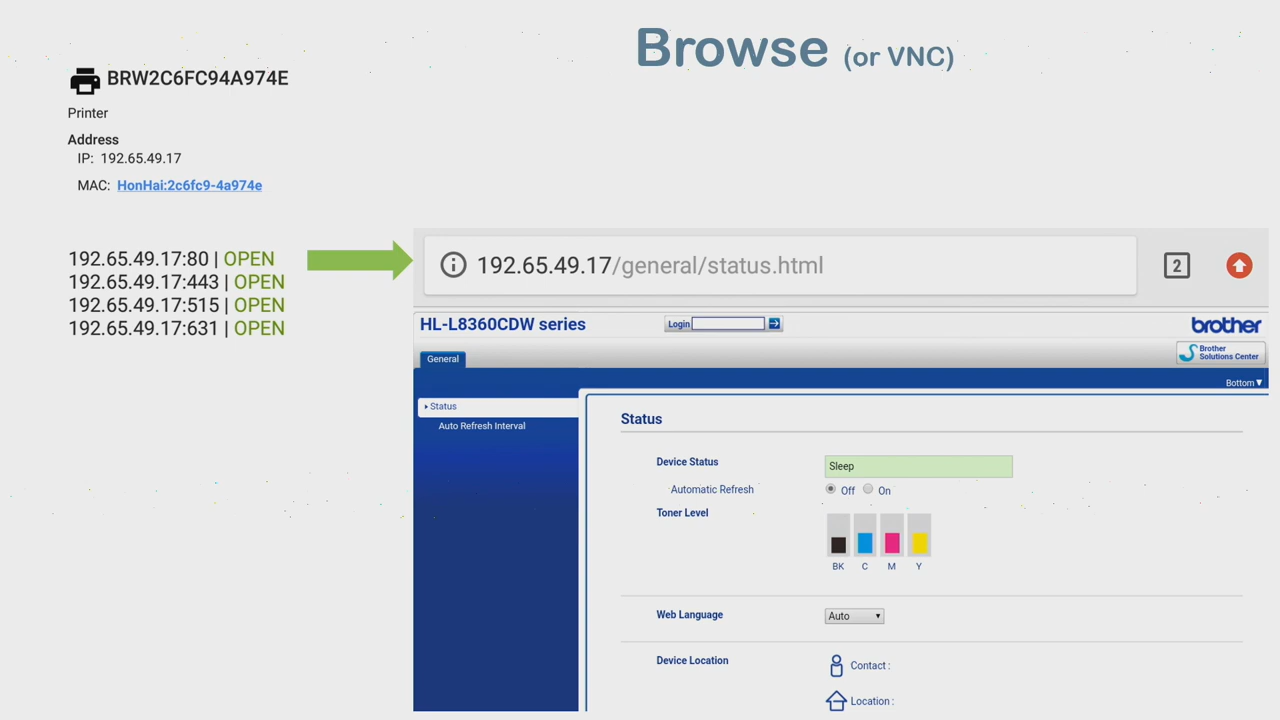 Browse (or VNC)
BRW2C6FC94A974E
Printer
Address
IP: 192.65.49.17
MAC: HonHai:2c6fc9-4a974e
192.65.49.17:80 | OPEN
192.65.49.17:443 | OPEN
192.65.49.17:515 | OPEN
192.65.49.17:631 | OPEN
192.65.49.17/general/status.html
2
HL-L8360CDW series
Login
brother
General
Brother
Solutions Center
Bottom▼
Status
Auto Refresh Interval
Status
Device Status
Sleep
Automatic Refresh
Off On
Toner Level
BK C M Y
Web Language
Auto
Device Location
Contact :
Location :